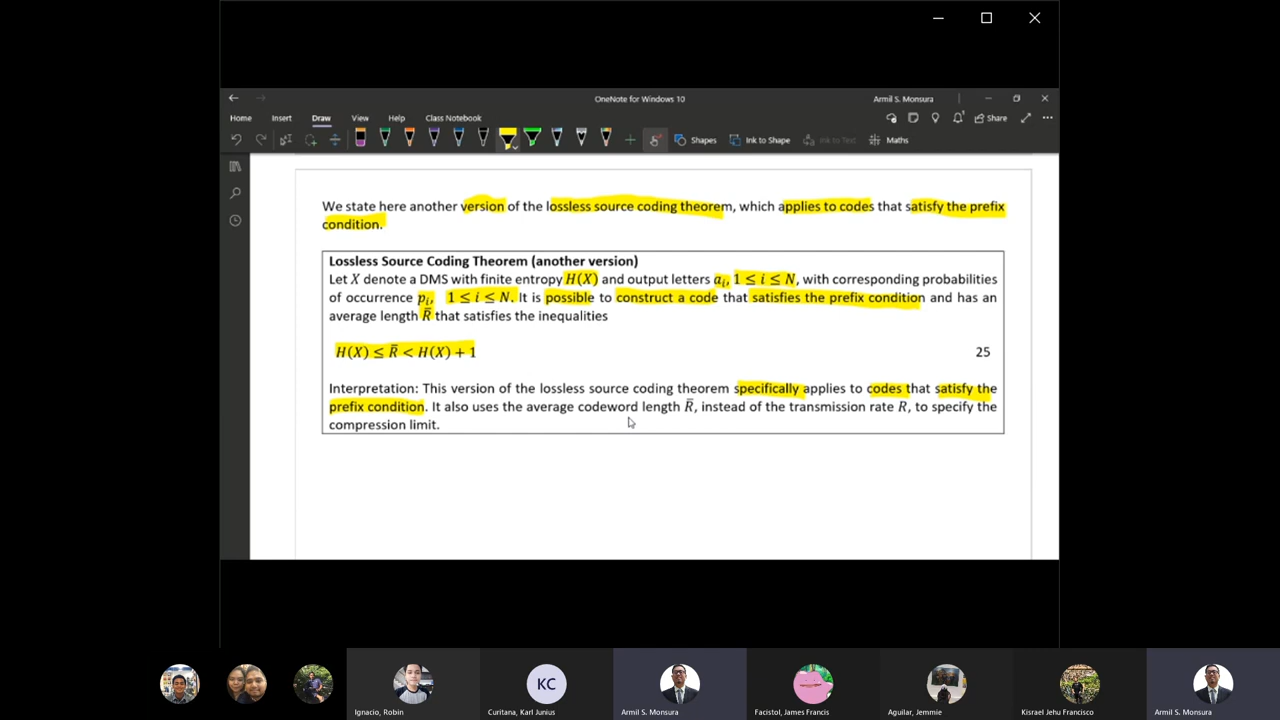 OneNote for Windows 10
Armil S. Monsura
Home Insert Draw View Help Class Notebook
Share
Shapes Ink to Shape Ink to Text Maths
We state here another version of the lossless source coding theorem, which applies to codes that satisfy the prefix
condition.
Lossless Source Coding Theorem (another version)
Let X denote a DMS with finite entropy H(X) and output letters aᵢ, 1 ≤ i ≤ N, with corresponding probabilities
of occurrence pᵢ, 1 ≤ i ≤ N. It is possible to construct a code that satisfies the prefix condition and has an
average length R̄ that satisfies the inequalities
H(X) ≤ R̄ < H(X) + 1 25
Interpretation: This version of the lossless source coding theorem specifically applies to codes that satisfy the
prefix condition. It also uses the average codeword length R̄, instead of the transmission rate R, to specify the
compression limit.
KC
Ignacio, Robin
Curitana, Karl Junius
Armil S. Monsura
Facistol, James Francis
Aguilar, Jemmie
Kisrael Jehu Francisco
Armil S. Monsura